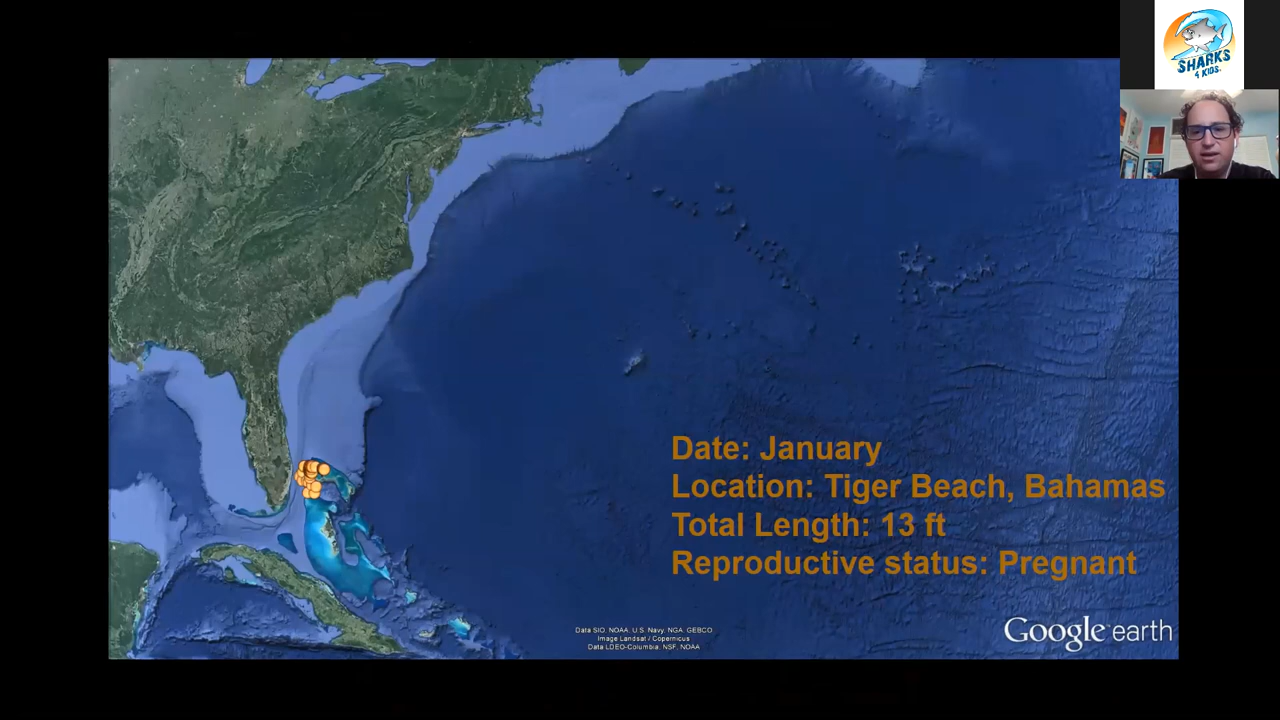 SHARKS
4 KIDS
Date: January
Location: Tiger Beach, Bahamas
Total Length: 13 ft
Reproductive status: Pregnant
Data SIO, NOAA, U.S. Navy, NGA, GEBCO
Image Landsat / Copernicus
Data LDEO-Columbia, NSF, NOAA
Google earth